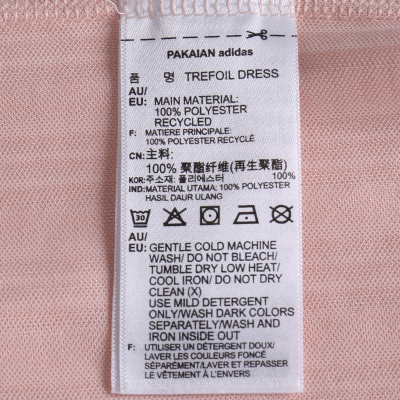 PAKAIAN adidas
품 명 TREFOIL DRESS
AU/
EU: MAIN MATERIAL:
100% POLYESTER
RECYCLED
F: MATIERE PRINCIPALE:
100% POLYESTER RECYCLÉ
CN: 主料:
100% 聚酯纤维(再生聚酯)
KOR: 주소재: 폴리에스터 100%
IND: MATERIAL UTAMA: 100% POLYESTER
HASIL DAUR ULANG
30
AU/
EU: GENTLE COLD MACHINE
WASH/ DO NOT BLEACH/
TUMBLE DRY LOW HEAT/
COOL IRON/ DO NOT DRY
CLEAN (X)
USE MILD DETERGENT
ONLY/WASH DARK COLORS
SEPARATELY/WASH AND
IRON INSIDE OUT
F: UTILISER UN DÉTERGENT DOUX/
LAVER LES COULEURS FONCÉ
SÉPARÉMENT/LAVER ET REPASSER
LE VÊTEMENT À L'ENVERS